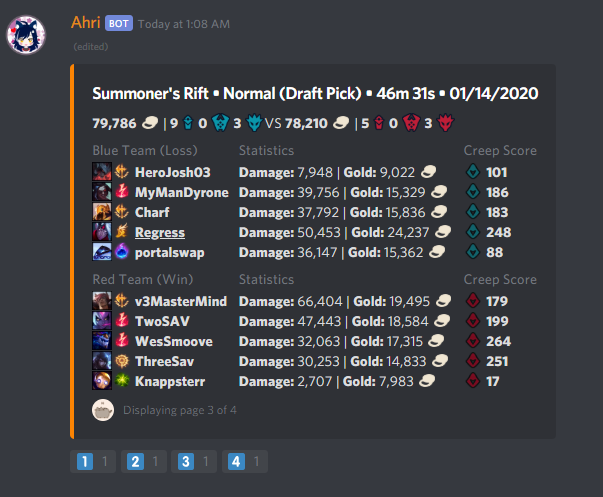 Ahri BOT Today at 1:08 AM
(edited)
Summoner's Rift • Normal (Draft Pick) • 46m 31s • 01/14/2020
79,786 | 9 0 3 VS 78,210 | 5 0 3
Blue Team (Loss) Statistics Creep Score
HeroJosh03 Damage: 7,948 | Gold: 9,022 101
MyManDyrone Damage: 39,756 | Gold: 15,329 186
Charf Damage: 37,792 | Gold: 15,836 183
Regress Damage: 50,453 | Gold: 24,237 248
portalswap Damage: 36,147 | Gold: 15,362 88
Red Team (Win) Statistics Creep Score
v3MasterMind Damage: 66,404 | Gold: 19,495 179
TwoSAV Damage: 47,443 | Gold: 18,584 199
WesSmoove Damage: 32,063 | Gold: 17,315 264
ThreeSav Damage: 30,253 | Gold: 14,833 251
Knappsterr Damage: 2,707 | Gold: 7,983 17
Displaying page 3 of 4
1 1 2 1 3 1 4 1